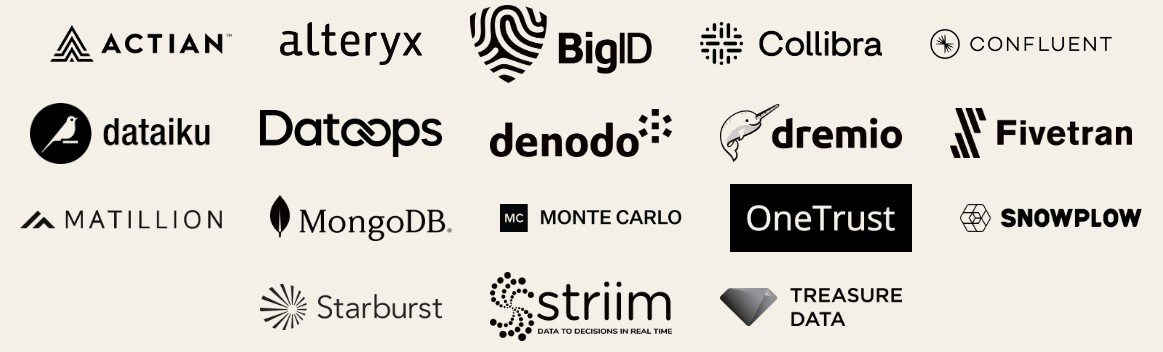 ACTIAN™ alteryx BigID Collibra CONFLUENT
dataiku Dataops denodo dremio Fivetran
MATILLION MongoDB® MC MONTE CARLO OneTrust SNOWPLOW
Starburst striim TREASURE
DATA TO DECISIONS IN REAL TIME DATA